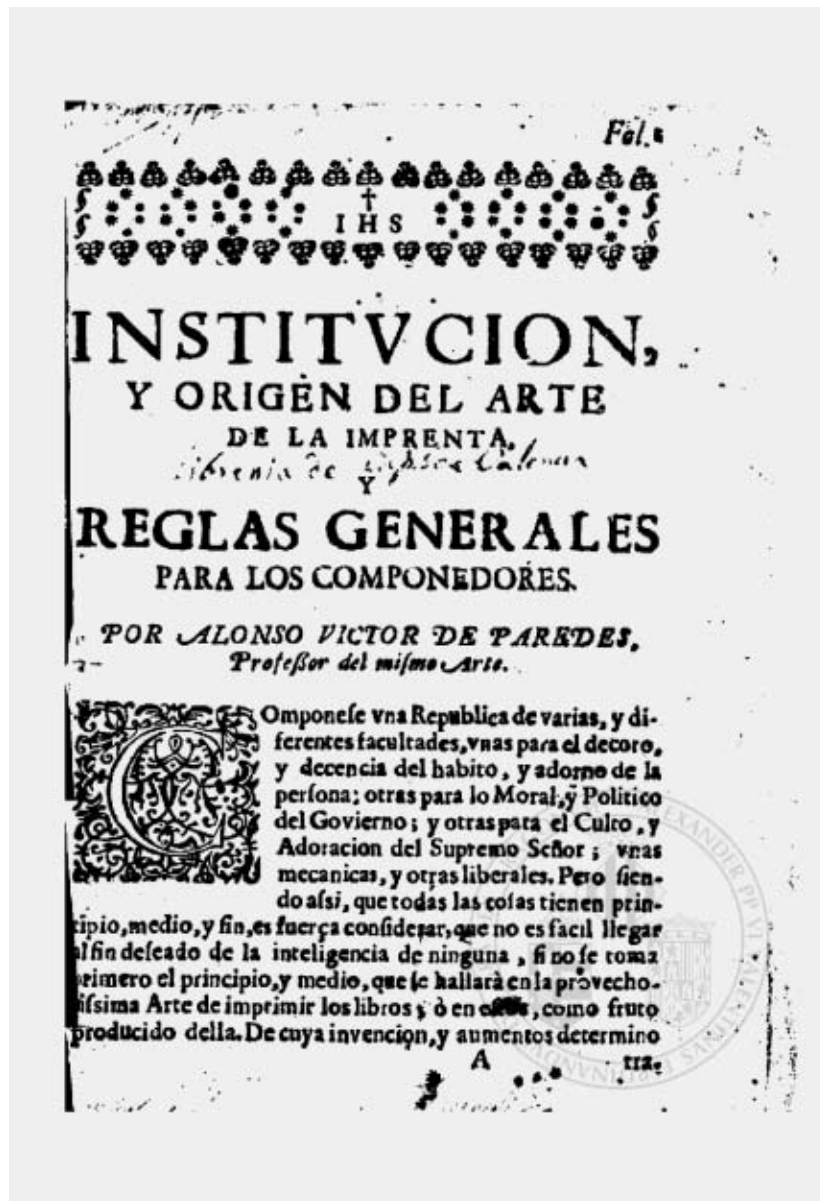 Fol.
IHS
INSTITVCION,
Y ORIGEN DEL ARTE
DE LA IMPRENTA,
Y
REGLAS GENERALES
PARA LOS COMPONEDORES.
POR ALONSO VICTOR DE PAREDES,
Profeſſor del miſmo Arte.
COmponeſe vna Republica de varias, y di-
ferentes facultades, vnas para el decoro,
y decencia del habito, y adorno de la
perſona; otras para lo Moral, y Politico
del Govierno; y otras para el Culto, y
Adoracion del Supremo Señor; vnas
mecanicas, y otras liberales. Pero ſien-
do aſsi, que todas las coſas tienen prin-
cipio, medio, y fin, es fuerça conſiderar, que no es facil llegar
al fin deſeado de la inteligencia de ninguna, ſi no ſe toma
primero el principio, y medio, que ſe hallarà en la provecho-
ſiſsima Arte de imprimir los libros; ò en, como fruto
producido della. De cuya invencion, y aumentos determino
A tra-